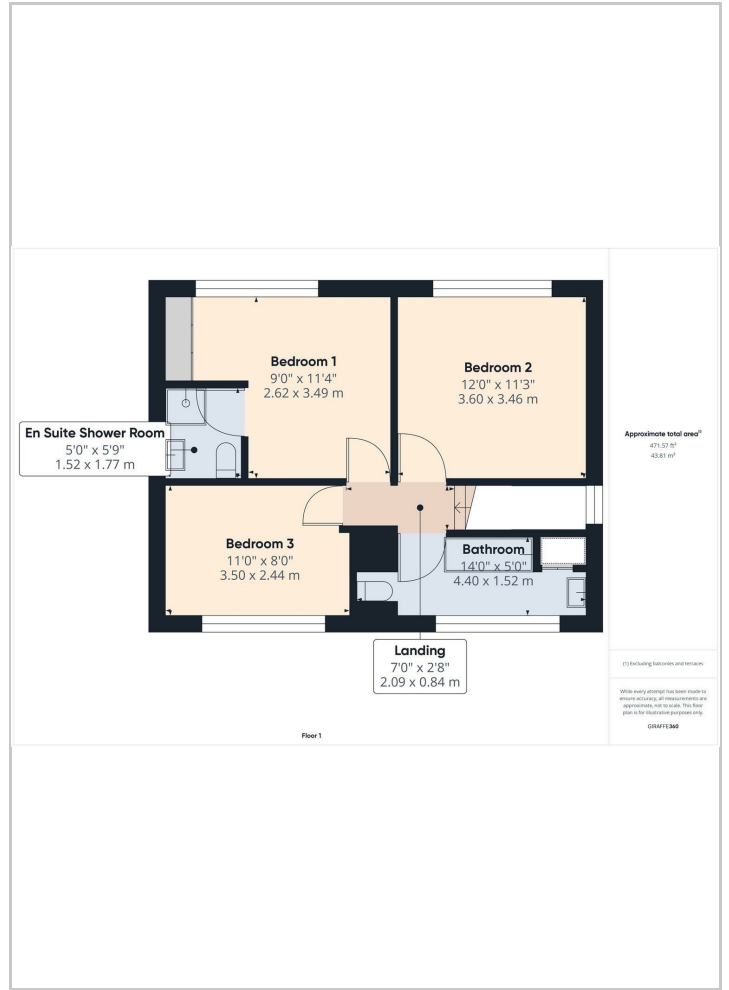 Bedroom 1
9'0" x 11'4"
2.62 x 3.49 m
Bedroom 2
12'0" x 11'3"
3.60 x 3.46 m
En Suite Shower Room
5'0" x 5'9"
1.52 x 1.77 m
Bedroom 3
11'0" x 8'0"
3.50 x 2.44 m
Bathroom
14'0" x 5'0"
4.40 x 1.52 m
Landing
7'0" x 2'8"
2.09 x 0.84 m
Floor 1
Approximate total area⁽¹⁾
471.57 ft²
43.81 m²
(1) Excluding balconies and terraces
While every attempt has been made to
ensure accuracy, all measurements are
approximate, not to scale. This floor
plan is for illustrative purposes only.
GIRAFFE360